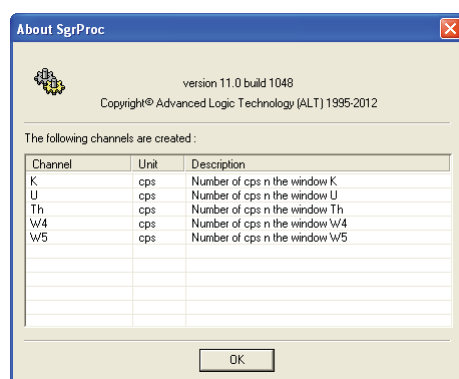 About SgrProc
version 11.0 build 1048
Copyright© Advanced Logic Technology (ALT) 1995-2012
The following channels are created :
Channel Unit Description
K cps Number of cps n the window K
U cps Number of cps n the window U
Th cps Number of cps n the window Th
W4 cps Number of cps n the window W4
W5 cps Number of cps n the window W5
OK